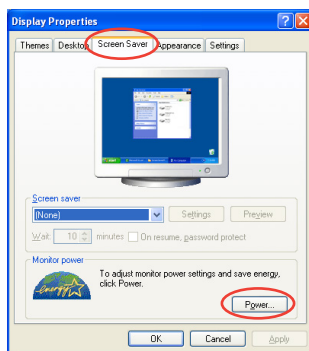 Display Properties
Themes Desktop Screen Saver Appearance Settings
Screen saver
(None) Settings Preview
Wait: 10 minutes On resume, password protect
Monitor power
To adjust monitor power settings and save energy,
click Power.
Power...
OK Cancel Apply